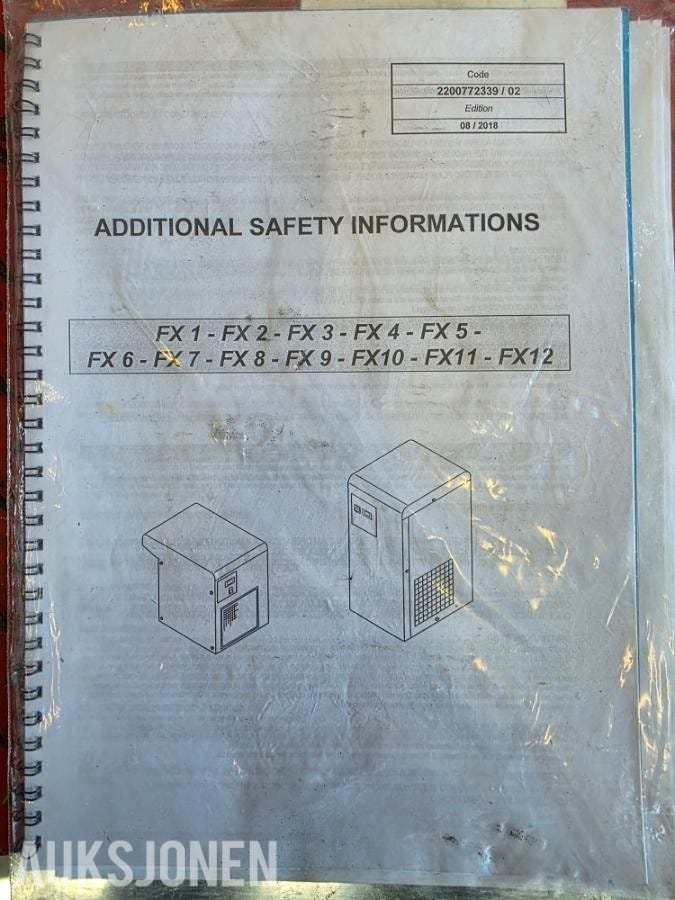 Code
2200772339 / 02
Edition
08 / 2018
ADDITIONAL SAFETY INFORMATIONS
FX 1 - FX 2 - FX 3 - FX 4 - FX 5 -
FX 6 - FX 7 - FX 8 - FX 9 - FX10 - FX11 - FX12
AUKSJONEN